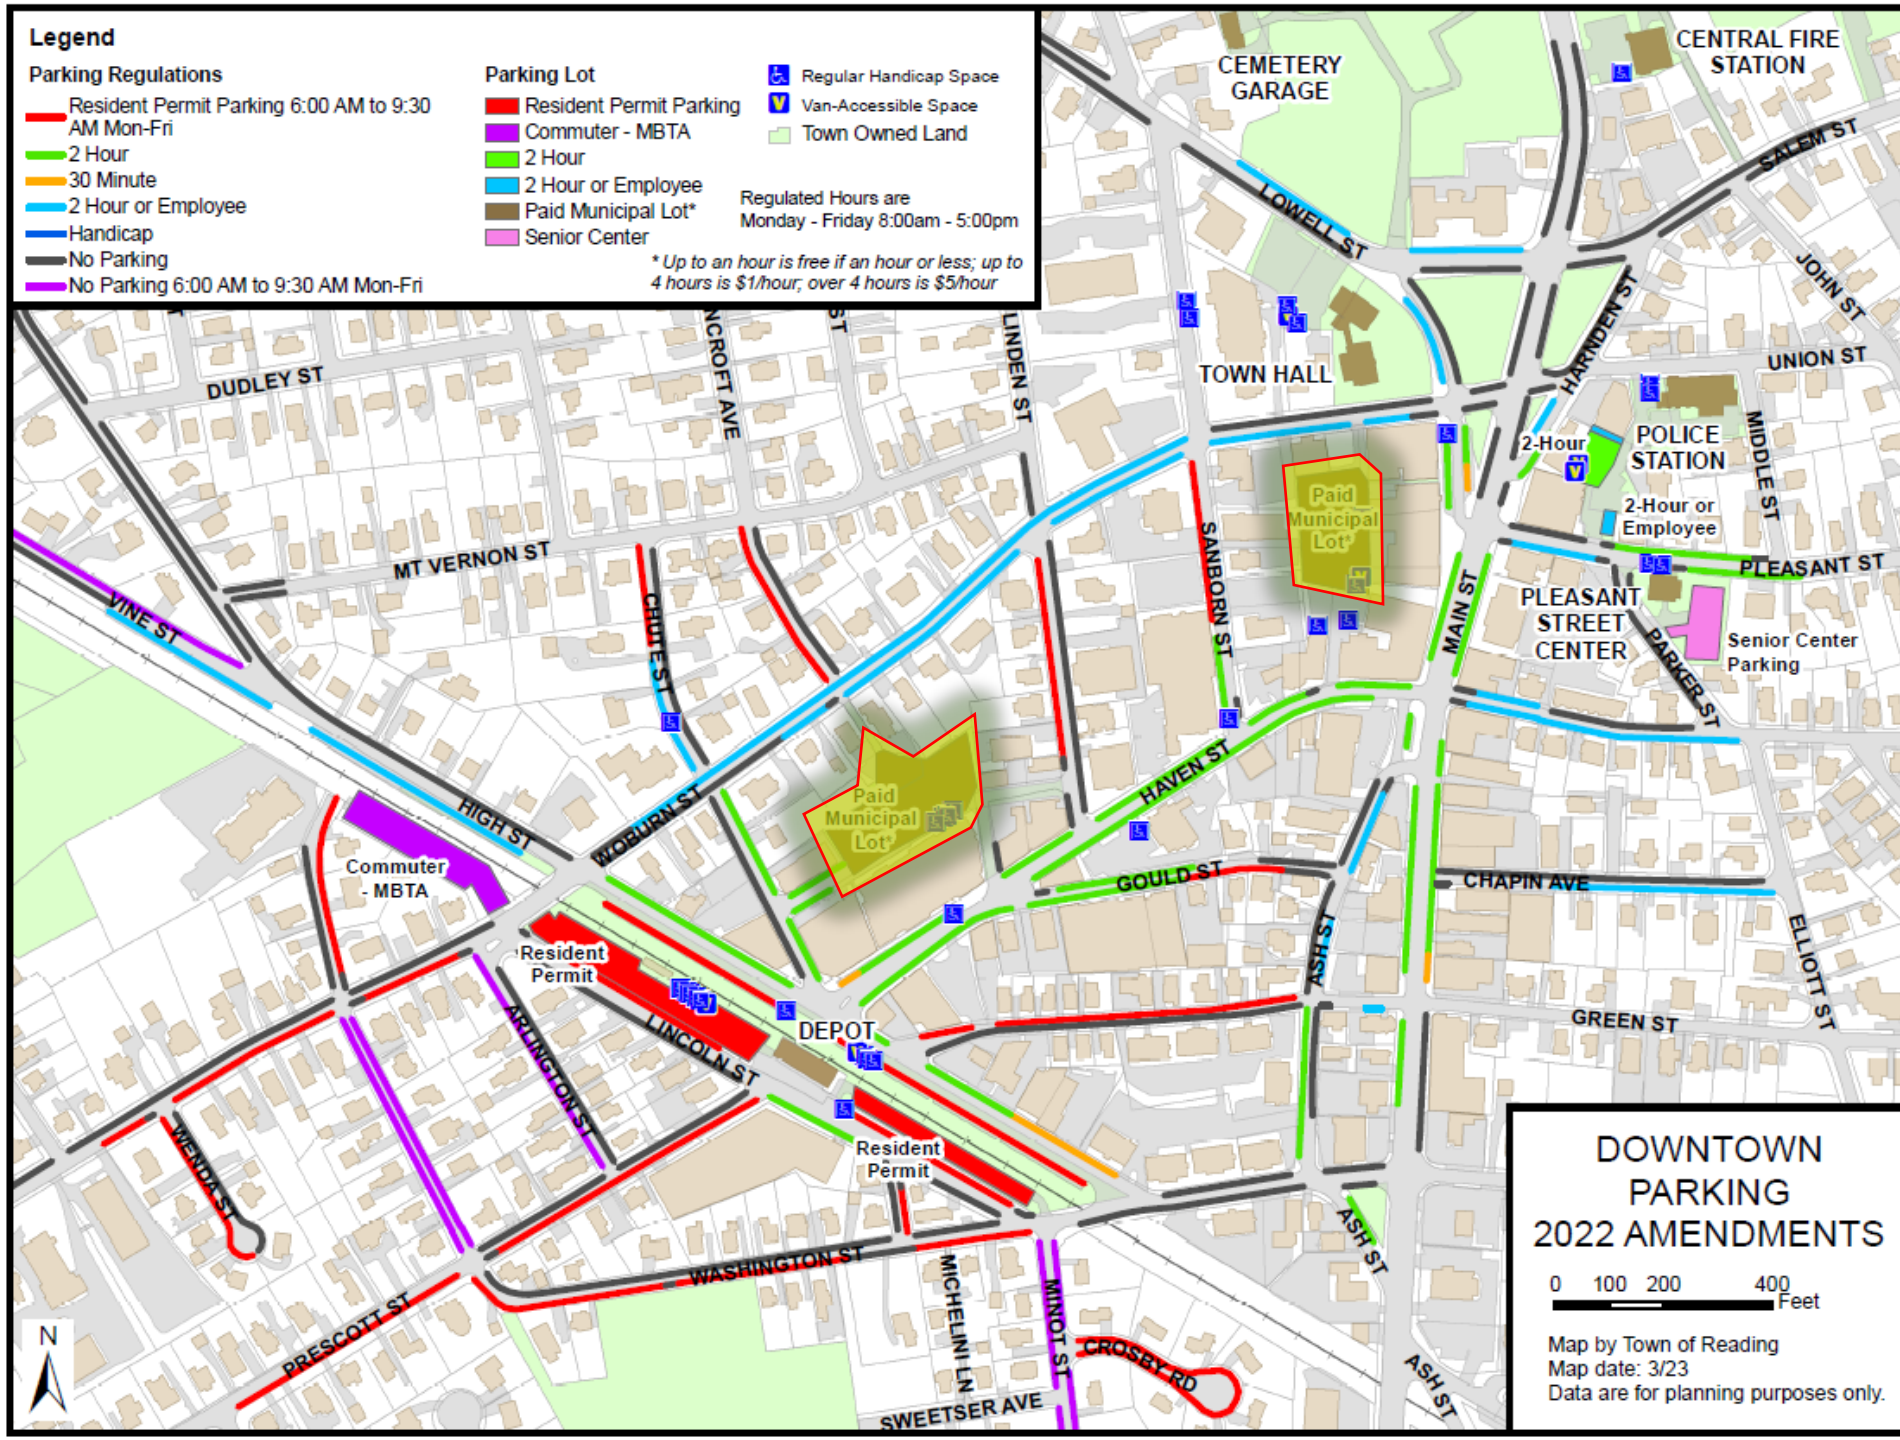 Legend
Parking Regulations
Resident Permit Parking 6:00 AM to 9:30
AM Mon-Fri
2 Hour
30 Minute
2 Hour or Employee
Handicap
No Parking
No Parking 6:00 AM to 9:30 AM Mon-Fri
Parking Lot
Resident Permit Parking
Commuter - MBTA
2 Hour
2 Hour or Employee
Paid Municipal Lot*
Senior Center
Regular Handicap Space
V Van-Accessible Space
Town Owned Land
Regulated Hours are
Monday - Friday 8:00am - 5:00pm
* Up to an hour is free if an hour or less; up to
4 hours is $1/hour; over 4 hours is $5/hour
CEMETERY
GARAGE
CENTRAL FIRE
STATION
SALEM ST
LOWELL ST
JOHN ST
HARNDEN ST
UNION ST
TOWN HALL
DUDLEY ST
NCROFT AVE
ST
LINDEN ST
2-Hour
V
POLICE
STATION
MIDDLE ST
2-Hour or
Employee
Paid
Municipal
Lot*
SANBORN ST
MT VERNON ST
CHUTE ST
VINE ST
MAIN ST
PLEASANT ST
PLEASANT
STREET
CENTER
PARKER ST
Senior Center
Parking
HIGH ST
WOBURN ST
Paid
Municipal
Lot*
HAVEN ST
Commuter
- MBTA
GOULD ST
CHAPIN AVE
Resident
Permit
ASH ST
ELLIOTT ST
ARLINGTON ST
LINCOLN ST
DEPOT
GREEN ST
WENDA ST
Resident
Permit
WASHINGTON ST
MICHELINI LN
MINOT ST
ASH ST
PRESCOTT ST
CROSBY RD
SWEETSER AVE
ASH ST
N
DOWNTOWN
PARKING
2022 AMENDMENTS
0 100 200 400
Feet
Map by Town of Reading
Map date: 3/23
Data are for planning purposes only.